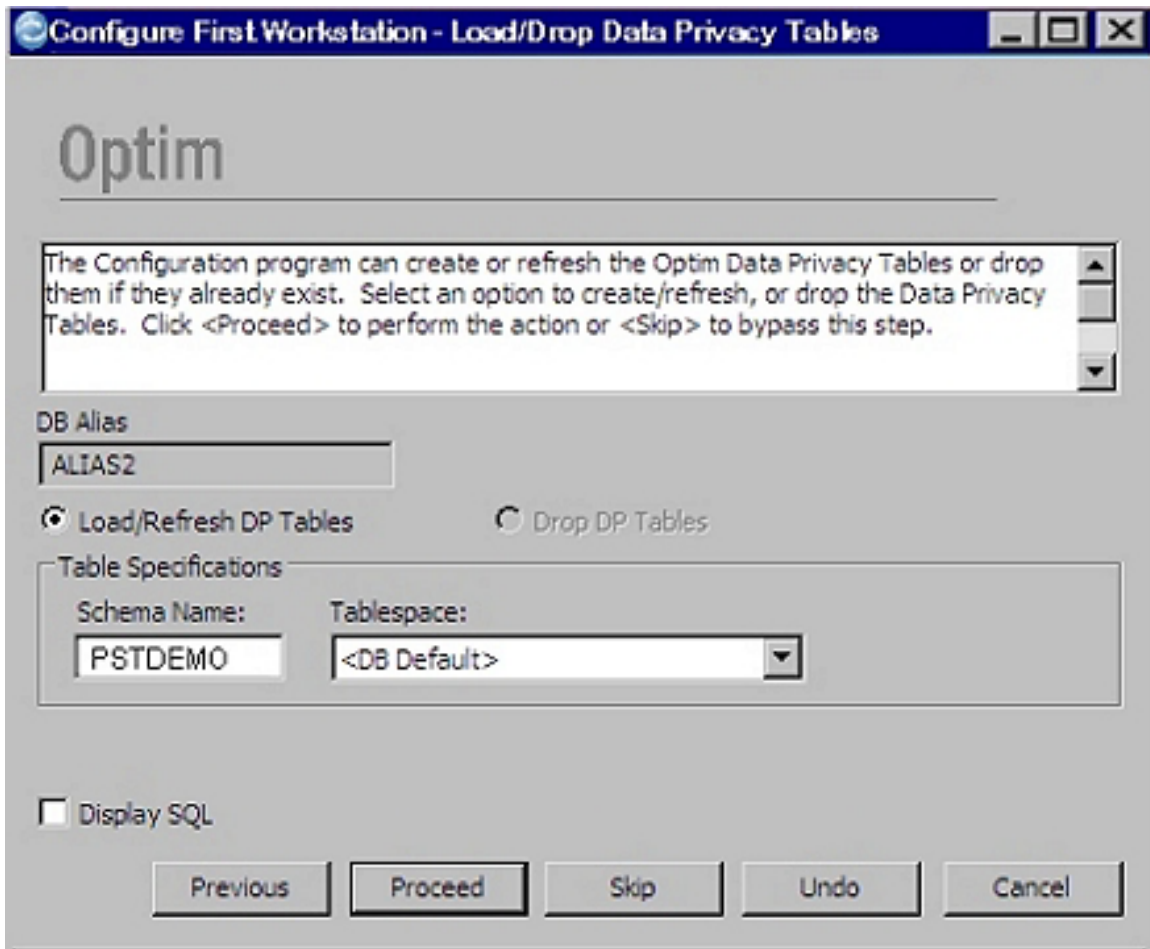 Configure First Workstation - Load/Drop Data Privacy Tables
Optim
The Configuration program can create or refresh the Optim Data Privacy Tables or drop
them if they already exist.  Select an option to create/refresh, or drop the Data Privacy
Tables.  Click <Proceed> to perform the action or <Skip> to bypass this step.
DB Alias
ALIAS2
Load/Refresh DP Tables
Drop DP Tables
Table Specifications
Schema Name:
Tablespace:
PSTDEMO
<DB Default>
Display SQL
Previous
Proceed
Skip
Undo
Cancel